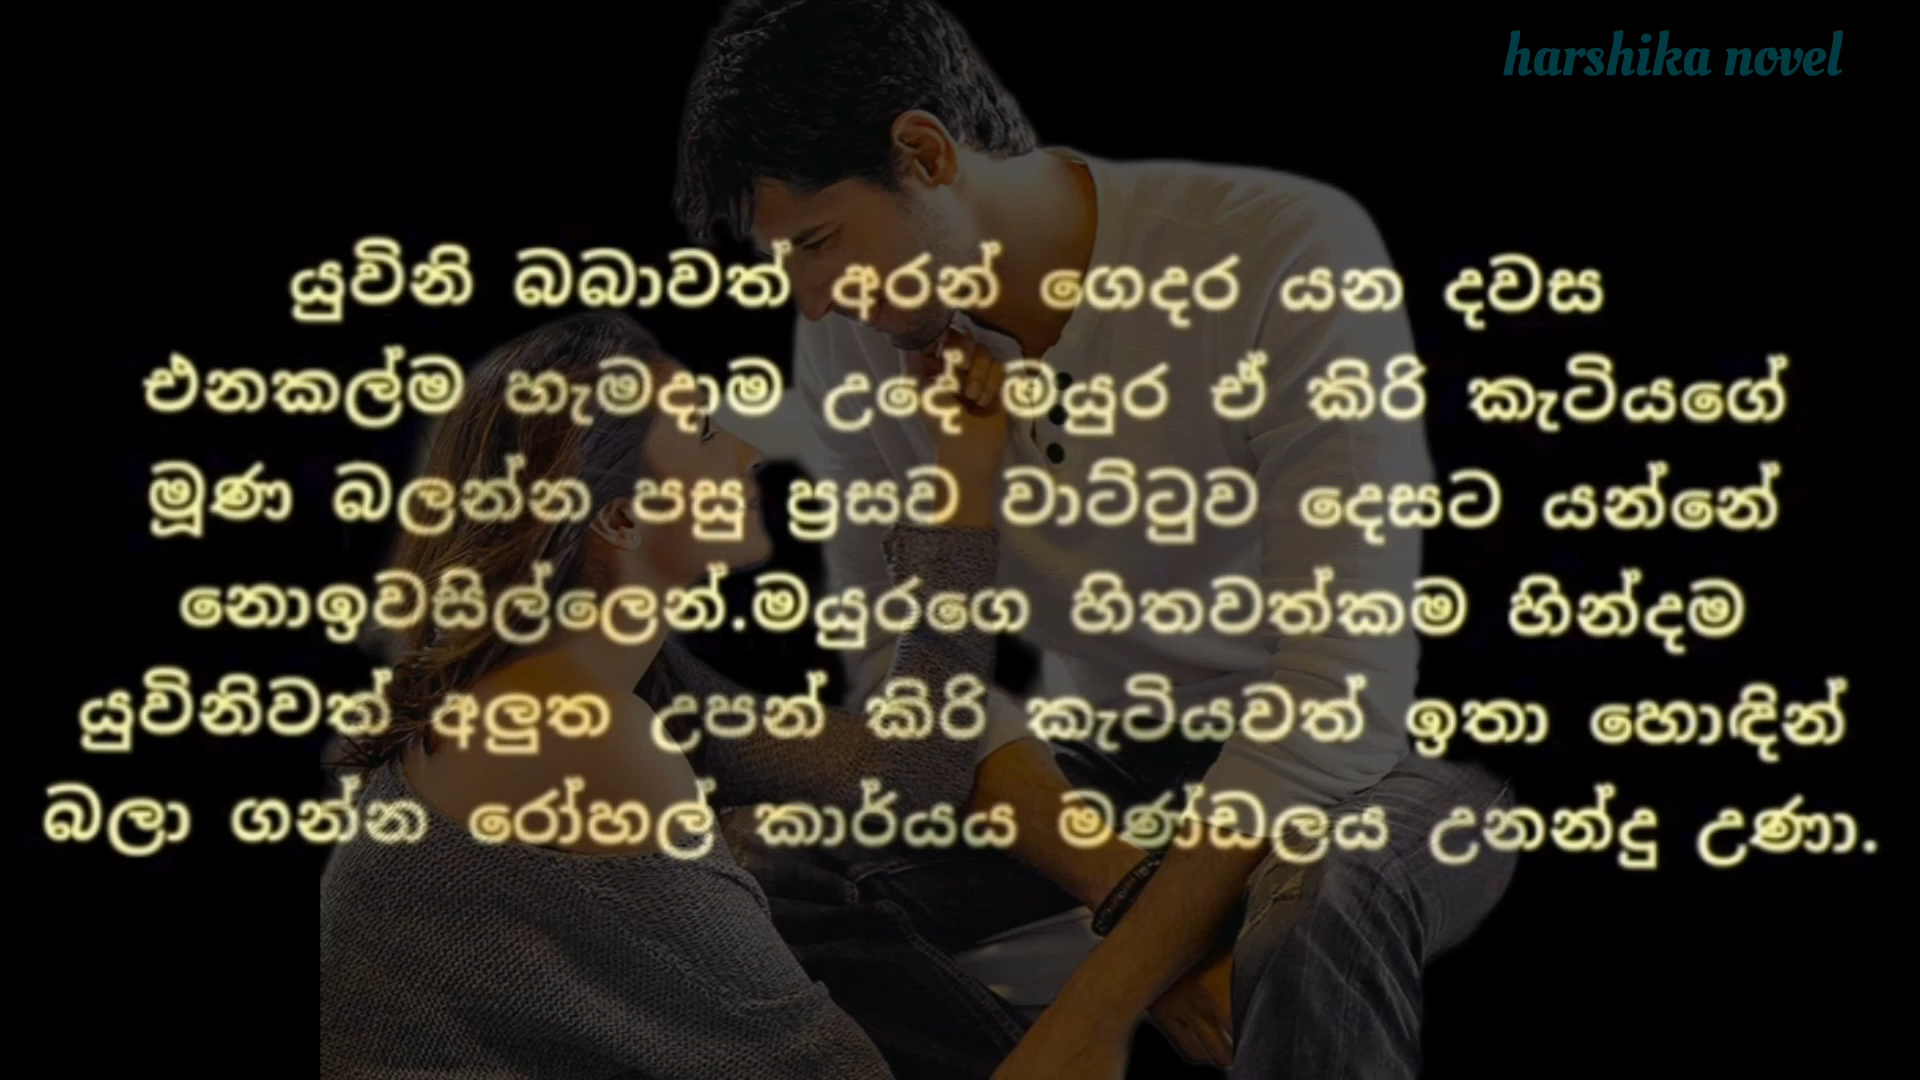 harshika novel
යුවිනි බබාවත් අරන් ගෙදර යන දවස
එනකල්ම හැමදාම උදේ මයුර ඒ කිරි කැටියගේ
මූණ බලන්න පසු ප්‍රසව වාට්ටුව දෙසට යන්නේ
නොඉවසිල්ලෙන්.මයුරගෙ හිතවත්කම හින්දම
යුවිනිවත් අලුත උපන් කිරි කැටියවත් ඉතා හොඳින්
බලා ගන්න රෝහල් කාර්යය මණ්ඩලය උනන්දු උණා.